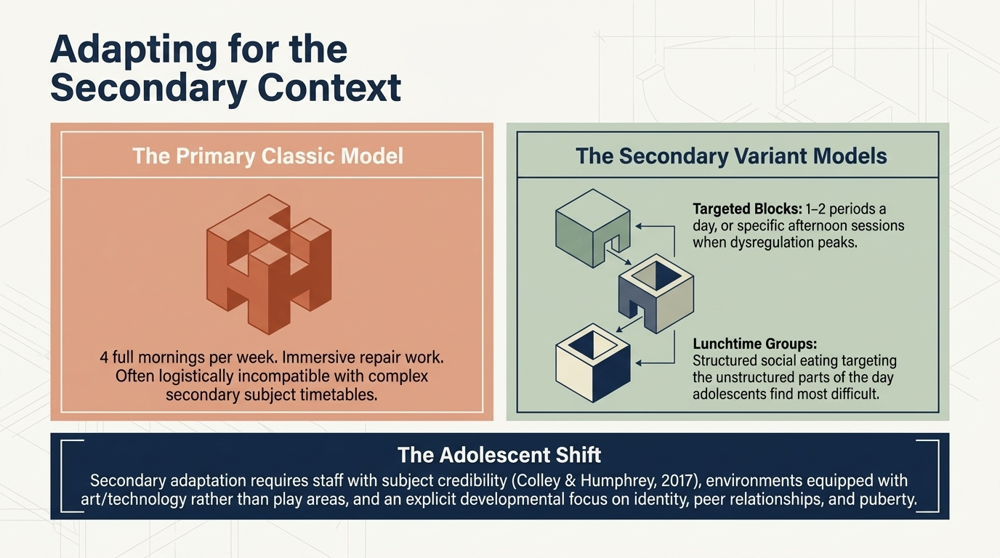 Adapting for the
Secondary Context
The Primary Classic Model
4 full mornings per week. Immersive repair work.
Often logistically incompatible with complex
secondary subject timetables.
The Secondary Variant Models
Targeted Blocks: 1–2 periods a
day, or specific afternoon sessions
when dysregulation peaks.
Lunchtime Groups:
Structured social eating targeting
the unstructured parts of the day
adolescents find most difficult.
The Adolescent Shift
Secondary adaptation requires staff with subject credibility (Colley & Humphrey, 2017), environments equipped with
art/technology rather than play areas, and an explicit developmental focus on identity, peer relationships, and puberty.